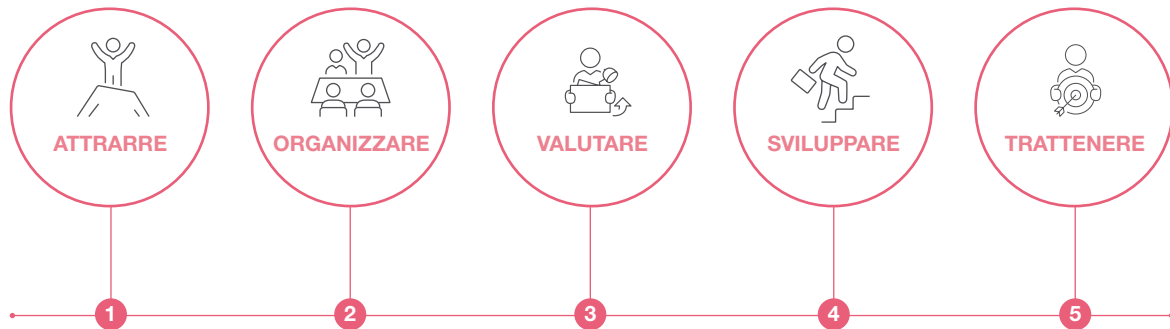 ATTRARRE
ORGANIZZARE
VALUTARE
SVILUPPARE
TRATTENERE
1
2
3
4
5